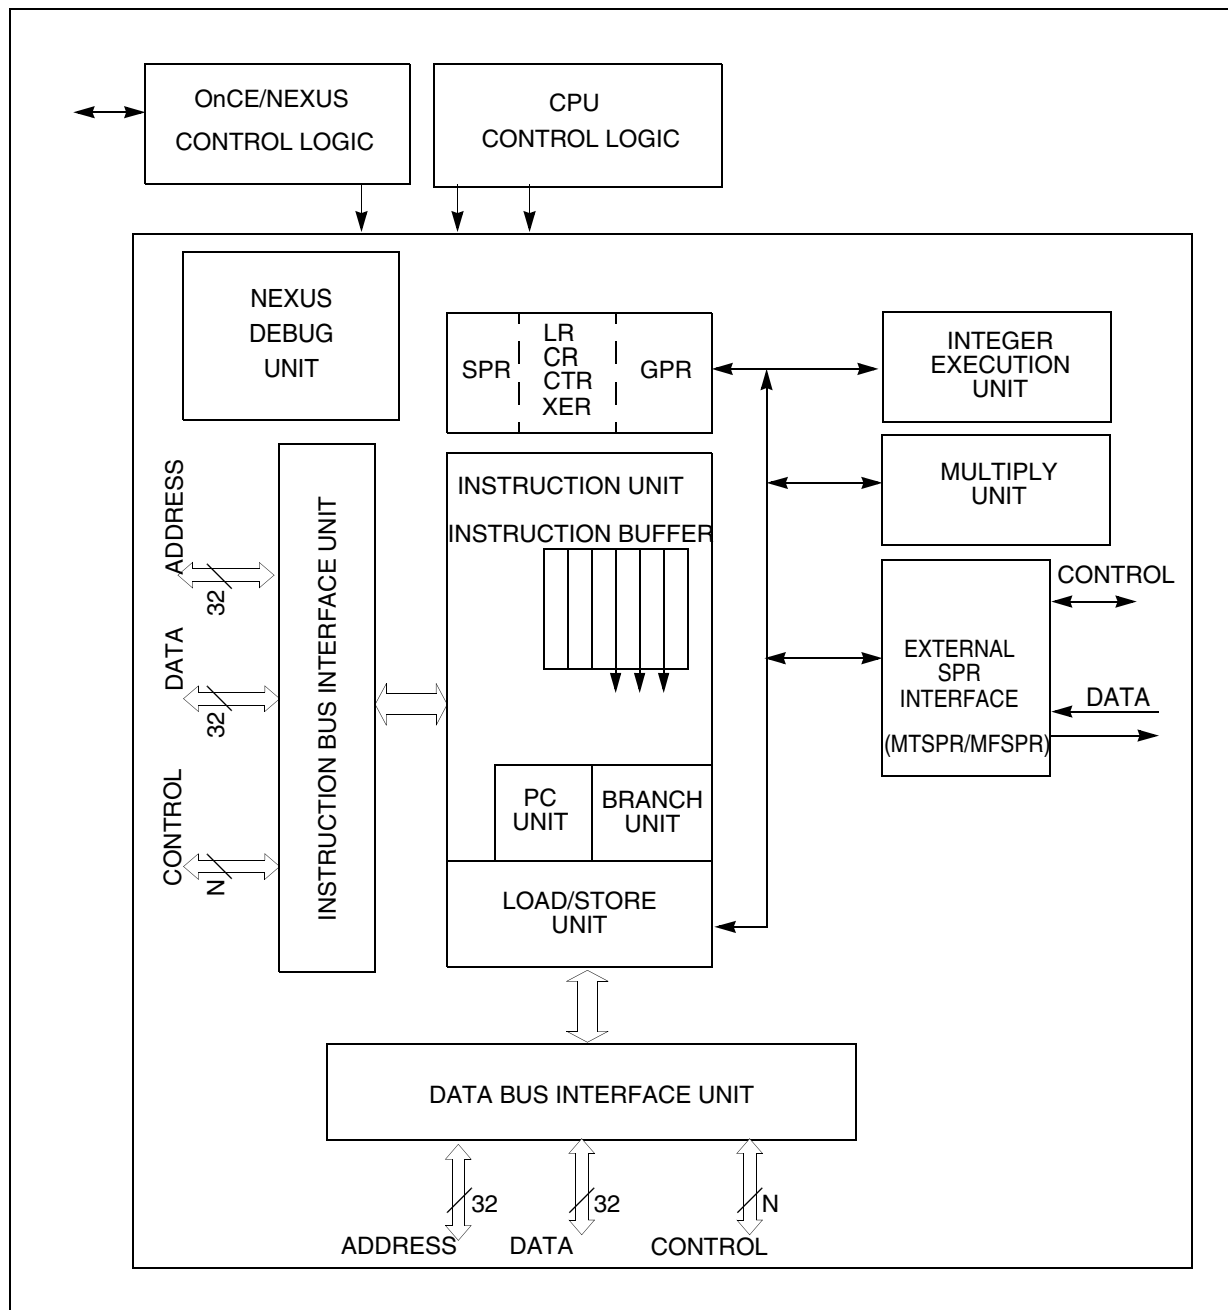 OnCE/NEXUS
CONTROL LOGIC
CPU
CONTROL LOGIC
NEXUS
DEBUG
UNIT
SPR
LR
CR
CTR
XER
GPR
INTEGER
EXECUTION
UNIT
INSTRUCTION UNIT
INSTRUCTION BUFFER
MULTIPLY
UNIT
ADDRESS
32
DATA
32
CONTROL
N
INSTRUCTION BUS INTERFACE UNIT
CONTROL
EXTERNAL
SPR
INTERFACE
(MTSPR/MFSPR)
DATA
PC
UNIT
BRANCH
UNIT
LOAD/STORE
UNIT
DATA BUS INTERFACE UNIT
32
32
N
ADDRESS
DATA
CONTROL